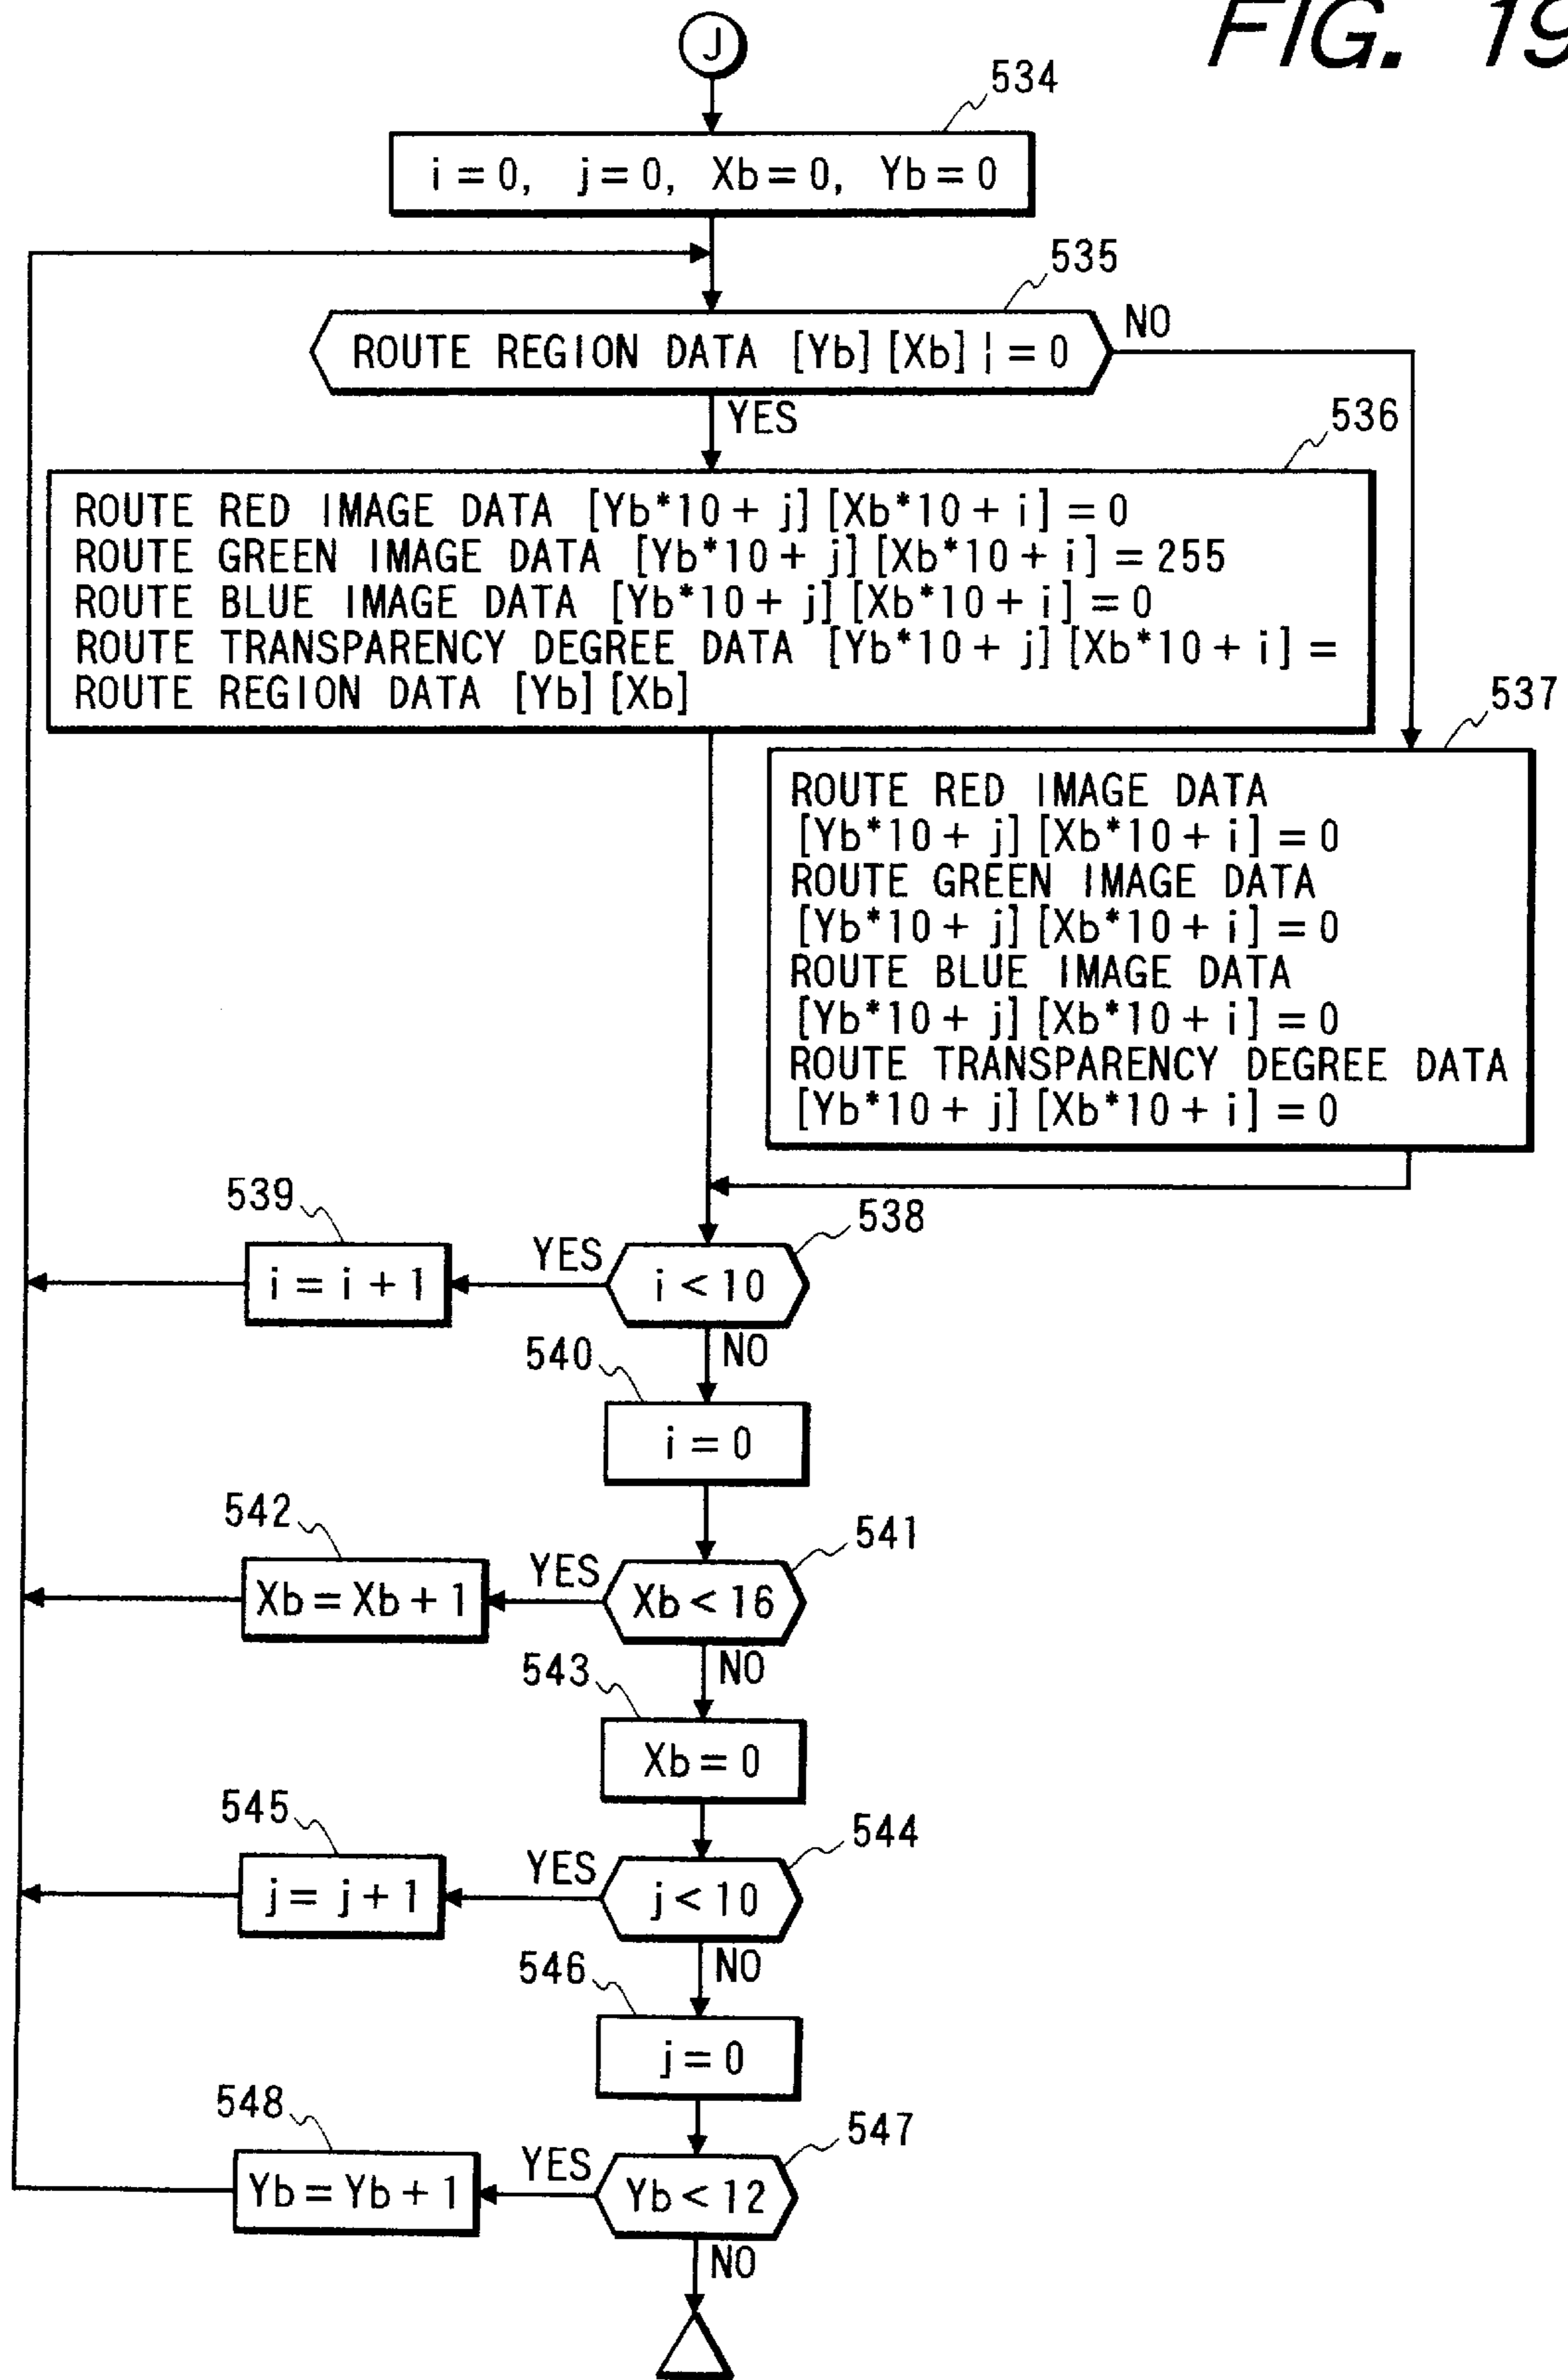 FIG. 19
J
534
i = 0, j = 0, Xb = 0, Yb = 0
535
ROUTE REGION DATA [Yb] [Xb] ¦ = 0
NO
YES
536
ROUTE RED IMAGE DATA [Yb*10 + j] [Xb*10 + i] = 0
ROUTE GREEN IMAGE DATA [Yb*10 + j] [Xb*10 + i] = 255
ROUTE BLUE IMAGE DATA [Yb*10 + j] [Xb*10 + i] = 0
ROUTE TRANSPARENCY DEGREE DATA [Yb*10 + j] [Xb*10 + i] =
ROUTE REGION DATA [Yb] [Xb]
537
ROUTE RED IMAGE DATA
[Yb*10 + j] [Xb*10 + i] = 0
ROUTE GREEN IMAGE DATA
[Yb*10 + j] [Xb*10 + i] = 0
ROUTE BLUE IMAGE DATA
[Yb*10 + j] [Xb*10 + i] = 0
ROUTE TRANSPARENCY DEGREE DATA
[Yb*10 + j] [Xb*10 + i] = 0
539
538
i = i + 1
YES
i < 10
NO
540
i = 0
542
541
Xb = Xb + 1
YES
Xb < 16
NO
543
Xb = 0
545
544
j = j + 1
YES
j < 10
NO
546
j = 0
548
547
Yb = Yb + 1
YES
Yb < 12
NO